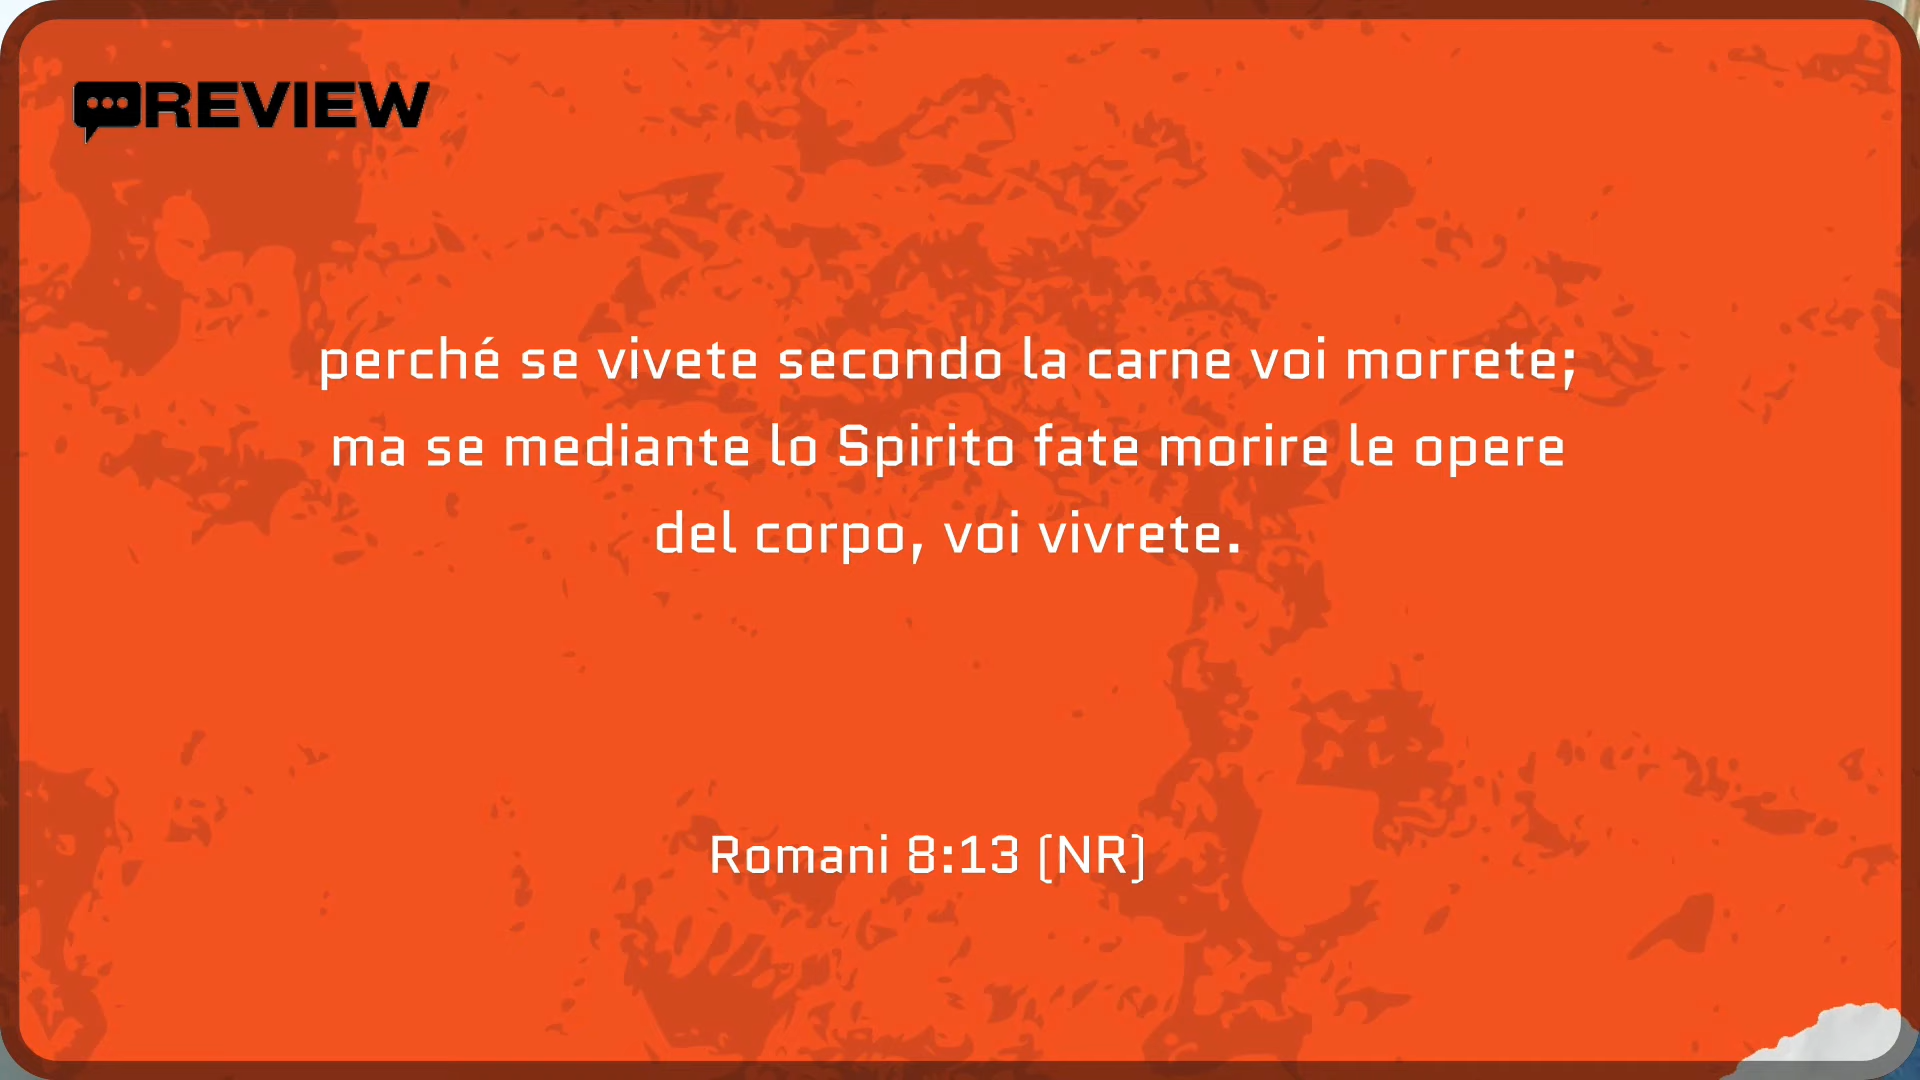 REVIEW
perché se vivete secondo la carne voi morrete;
ma se mediante lo Spirito fate morire le opere
del corpo, voi vivrete.
Romani 8:13 (NR)